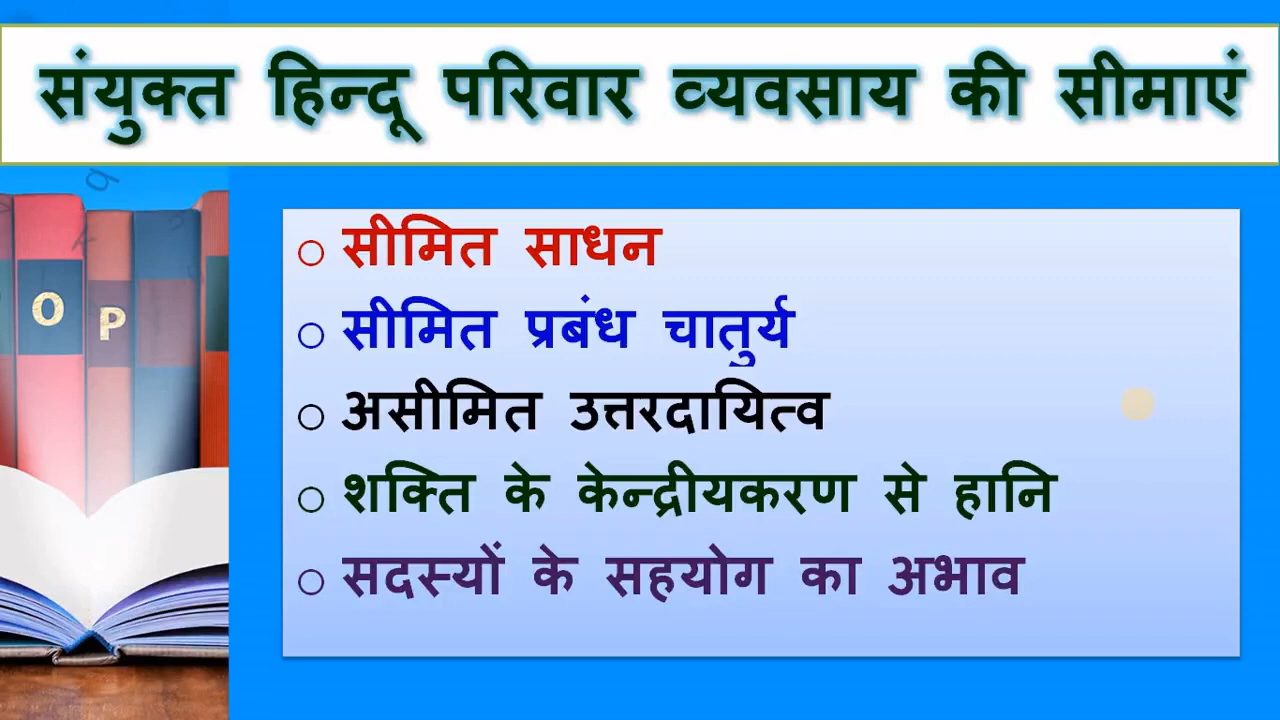 संयुक्त हिन्दू परिवार व्यवसाय की सीमाएं
O
P
सीमित साधन
सीमित प्रबंध चातुर्य
असीमित उत्तरदायित्व
शक्ति के केन्द्रीयकरण से हानि
सदस्यों के सहयोग का अभाव